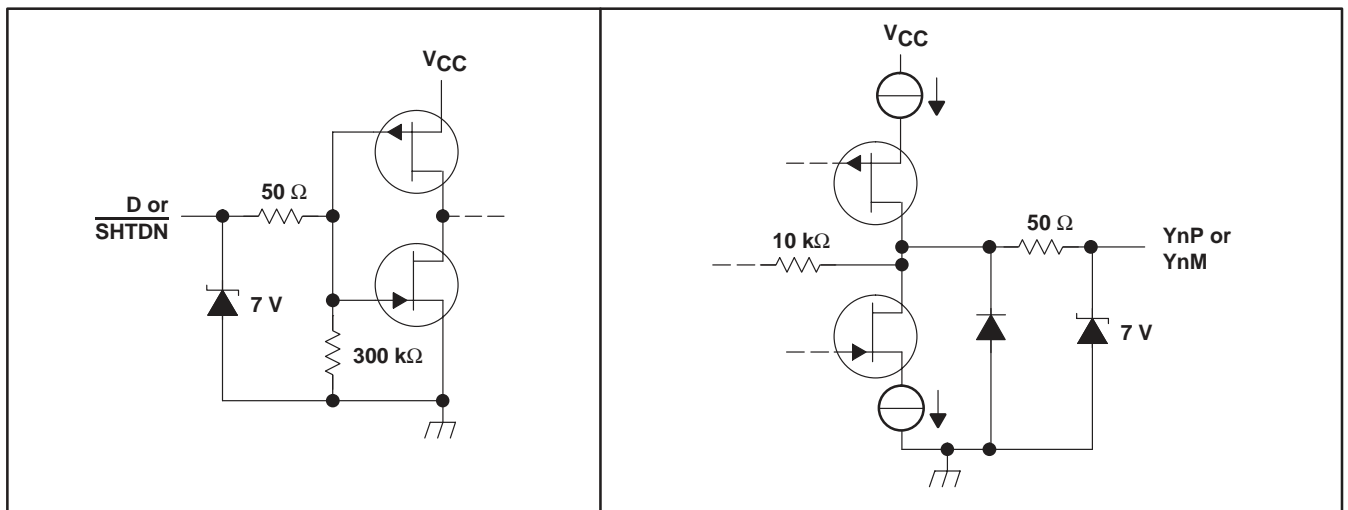 VCC
50 Ω
D or
SHTDN
7 V
300 kΩ
VCC
50 Ω
YnP or
YnM
10 kΩ
7 V